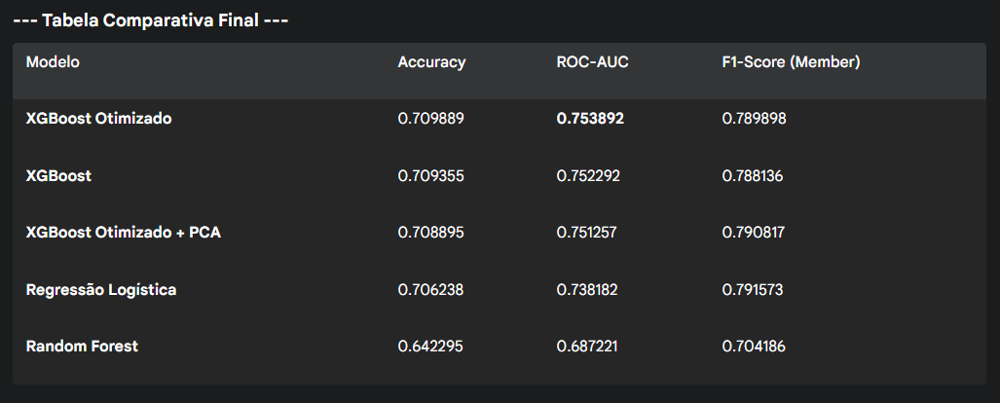 --- Tabela Comparativa Final ---
Modelo Accuracy ROC-AUC F1-Score (Member)
XGBoost Otimizado 0.709889 0.753892 0.789898
XGBoost 0.709355 0.752292 0.788136
XGBoost Otimizado + PCA 0.708895 0.751257 0.790817
Regressão Logística 0.706238 0.738182 0.791573
Random Forest 0.642295 0.687221 0.704186